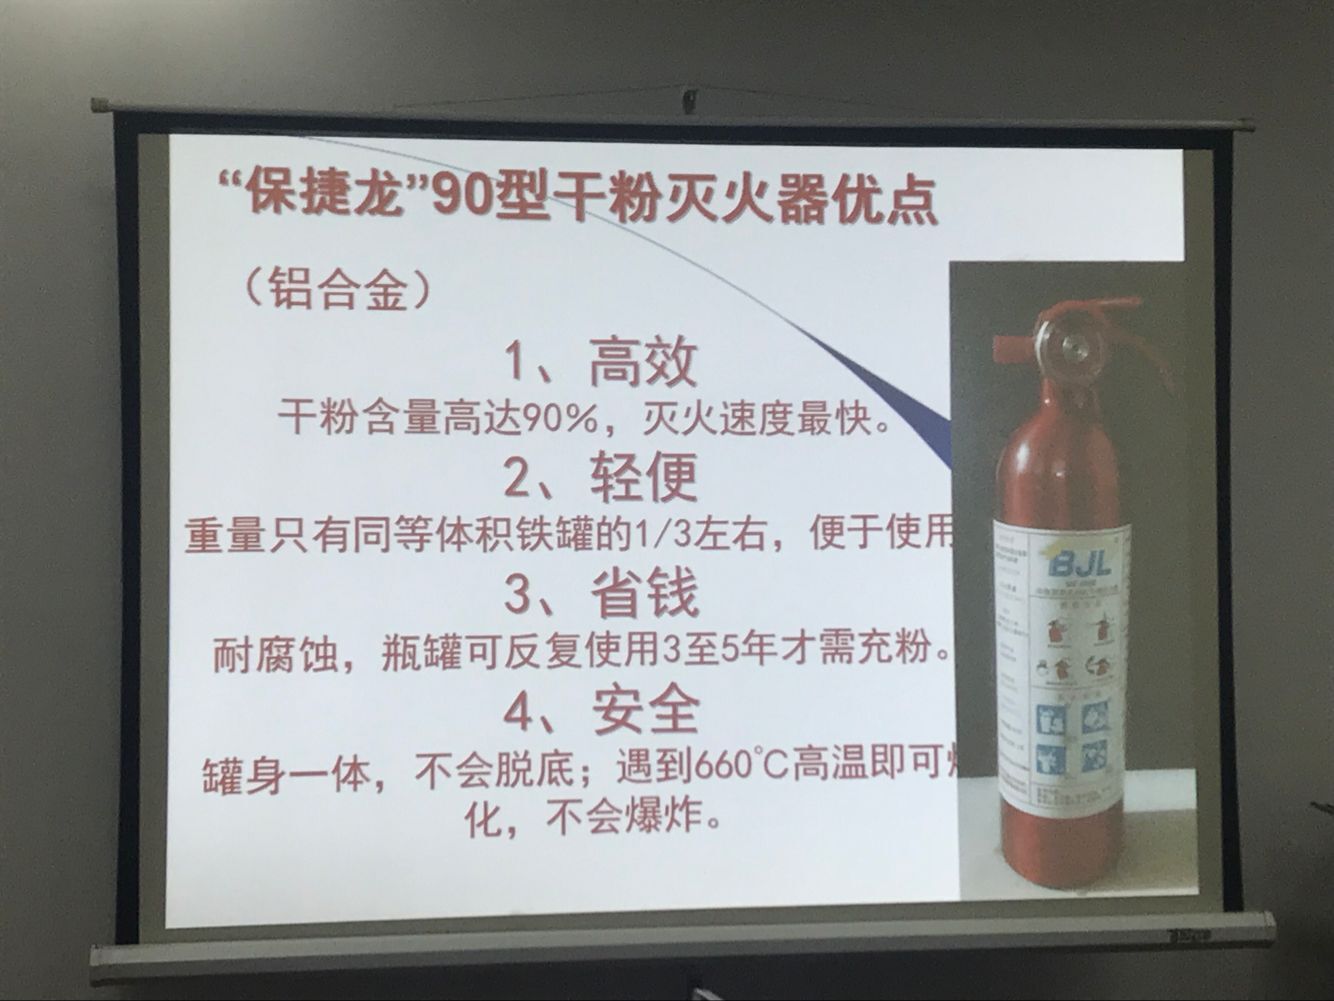 “保捷龙”90型干粉灭火器优点
（铝合金）
1、高效
干粉含量高达90%，灭火速度最快。
2、轻便
重量只有同等体积铁罐的1/3左右，便于使用
3、省钱
耐腐蚀，瓶罐可反复使用3至5年才需充粉。
4、安全
罐身一体，不会脱底；遇到660℃高温即可
化，不会爆炸。
BJL